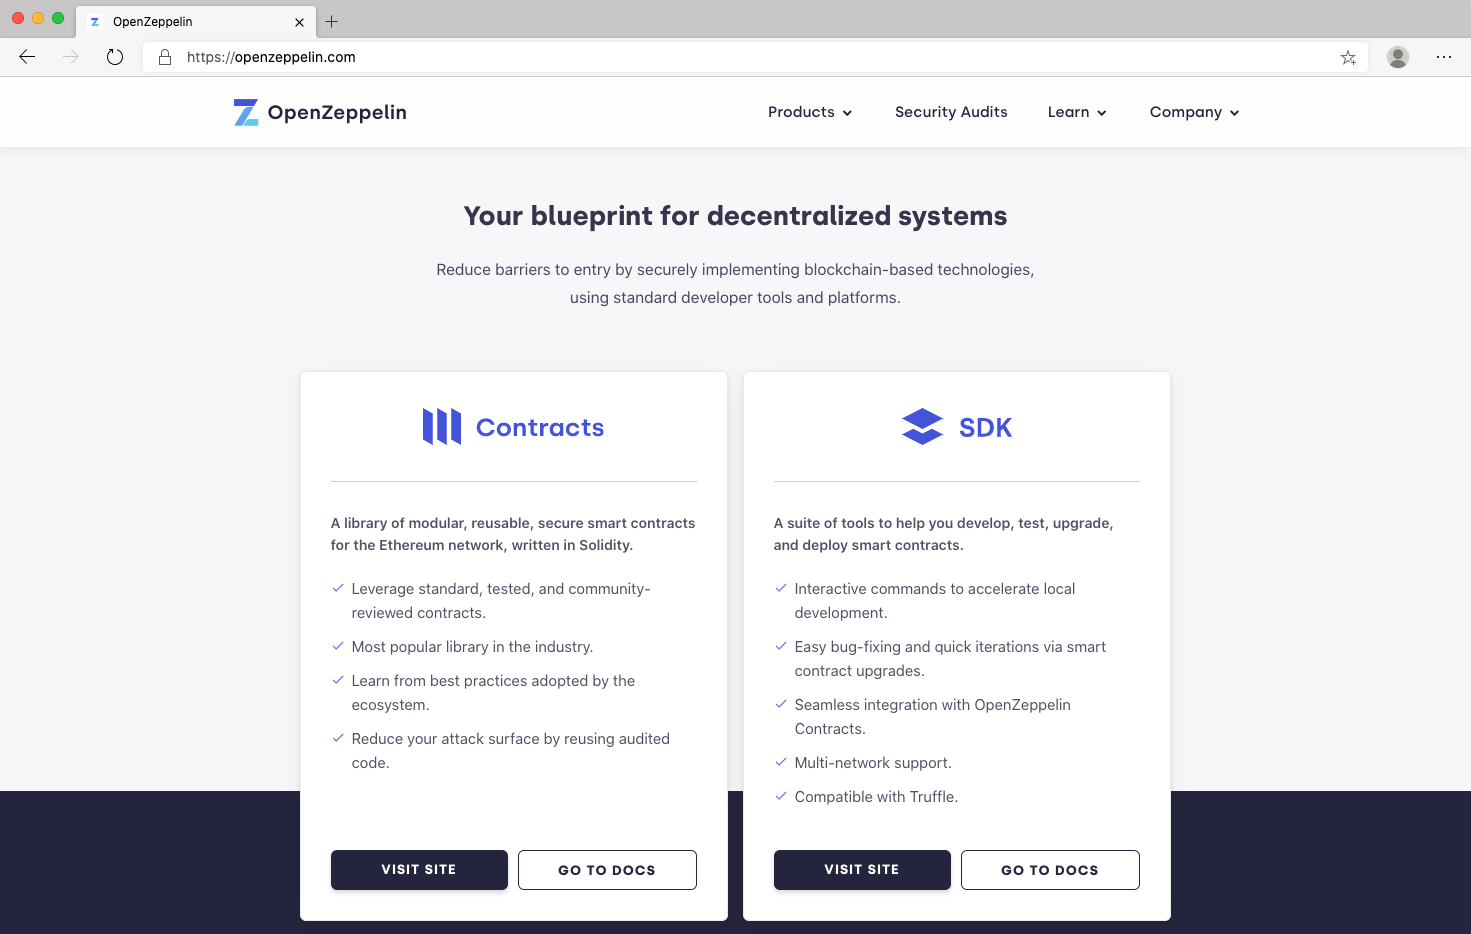 OpenZeppelin
https://openzeppelin.com
OpenZeppelin
Products
Security Audits
Learn
Company
Your blueprint for decentralized systems
Reduce barriers to entry by securely implementing blockchain-based technologies,
using standard developer tools and platforms.
Contracts
A library of modular, reusable, secure smart contracts
for the Ethereum network, written in Solidity.
Leverage standard, tested, and community-
reviewed contracts.
Most popular library in the industry.
Learn from best practices adopted by the
ecosystem.
Reduce your attack surface by reusing audited
code.
VISIT SITE
GO TO DOCS
SDK
A suite of tools to help you develop, test, upgrade,
and deploy smart contracts.
Interactive commands to accelerate local
development.
Easy bug-fixing and quick iterations via smart
contract upgrades.
Seamless integration with OpenZeppelin
Contracts.
Multi-network support.
Compatible with Truffle.
VISIT SITE
GO TO DOCS